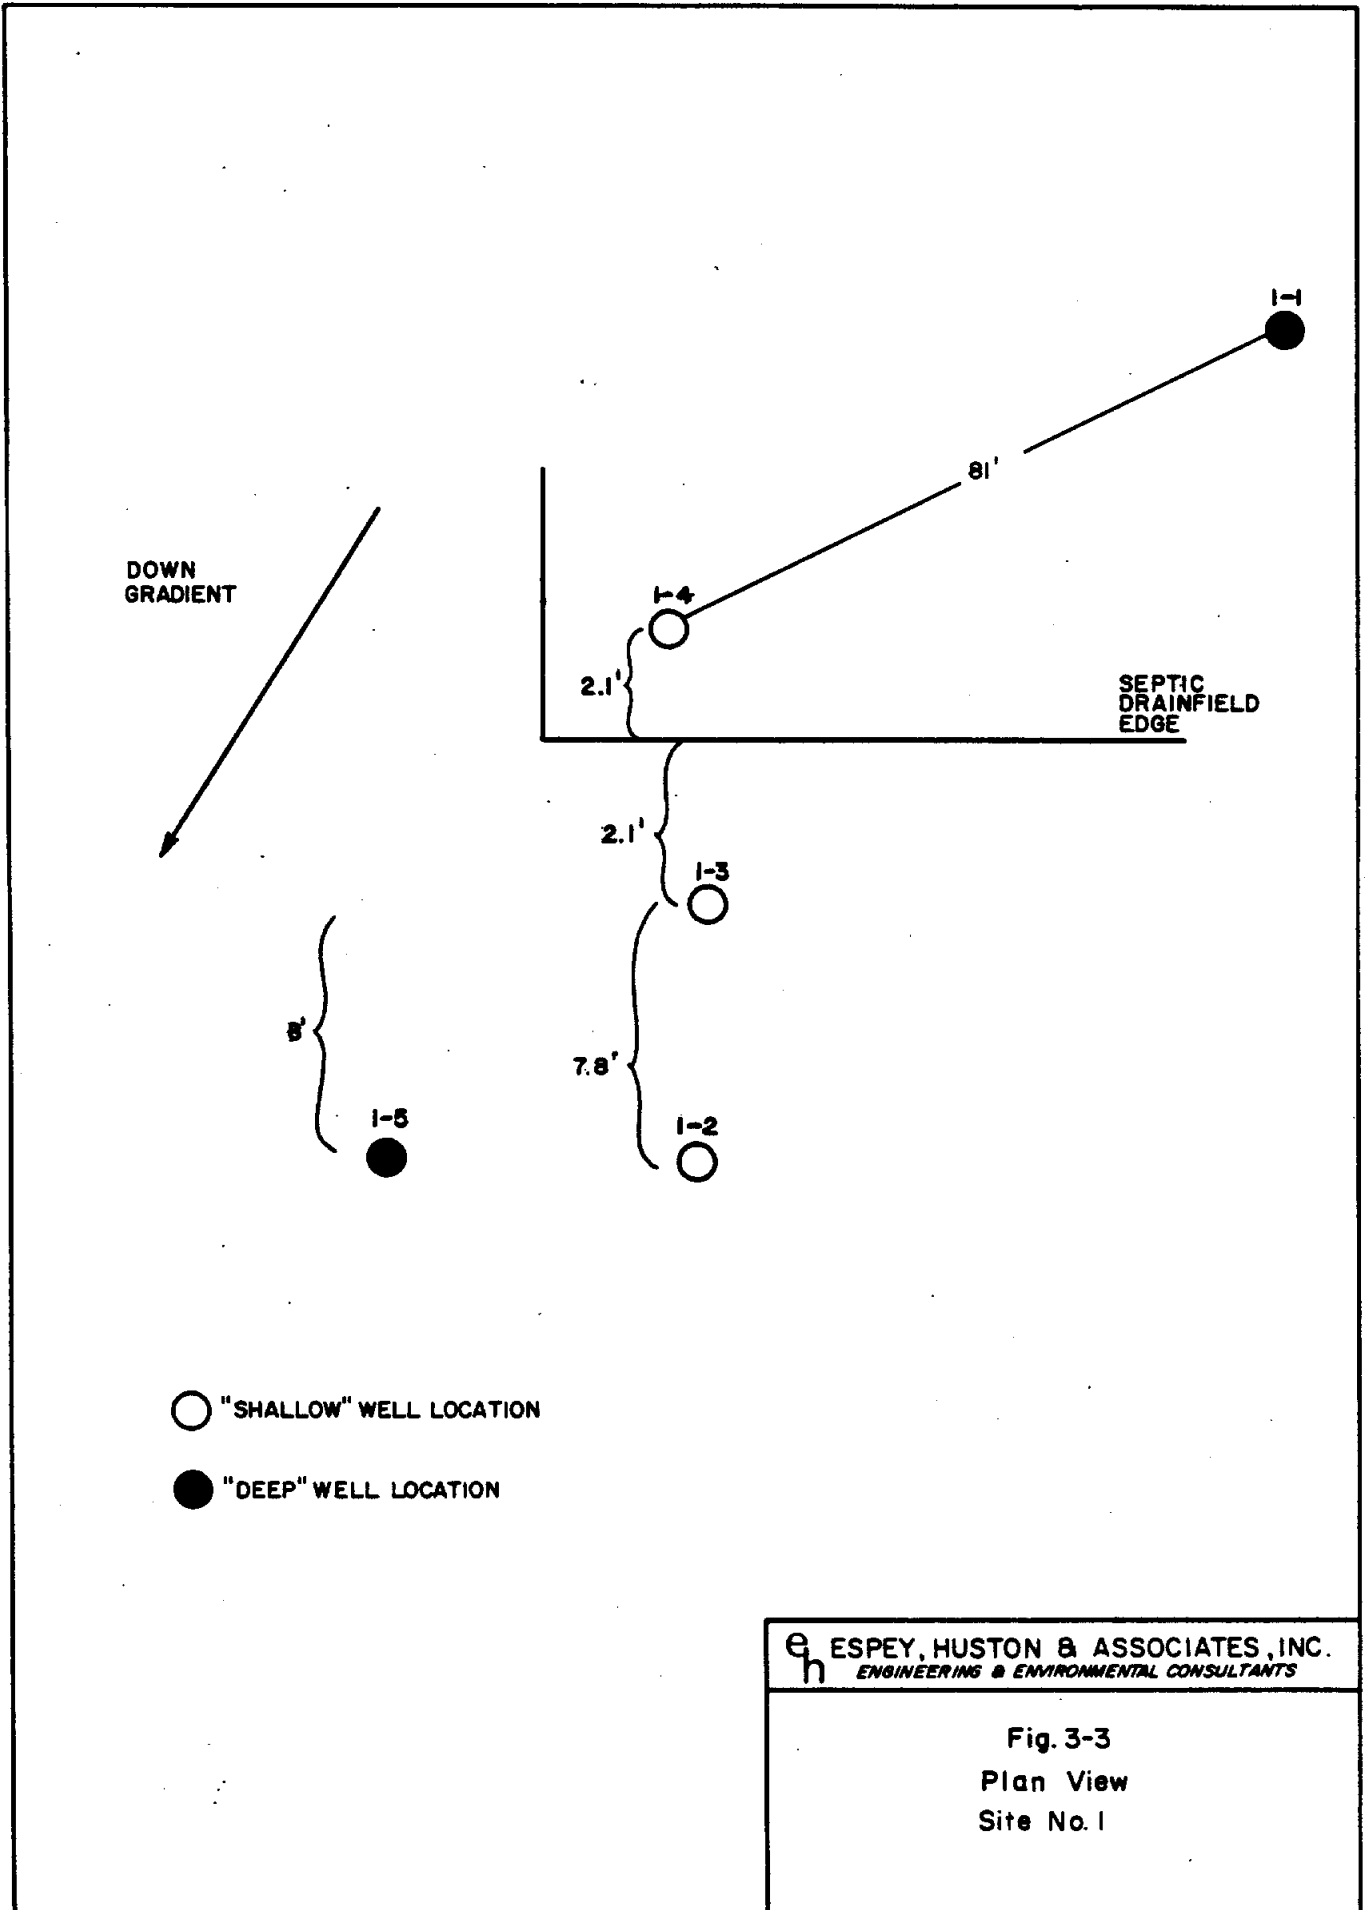 1-1
81'
DOWN
GRADIENT
1-4
2.1'
SEPTIC
DRAINFIELD
EDGE
2.1'
1-3
7.8'
1-5
1-2
"SHALLOW" WELL LOCATION
"DEEP" WELL LOCATION
eh ESPEY, HUSTON & ASSOCIATES, INC.
ENGINEERING & ENVIRONMENTAL CONSULTANTS
Fig. 3-3
Plan View
Site No. 1